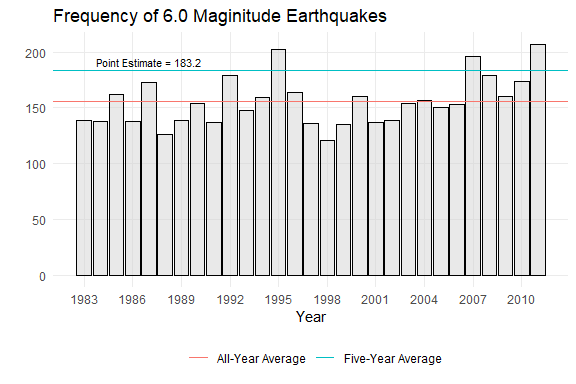 Frequency of 6.0 Maginitude Earthquakes
200
Point Estimate = 183.2
150
100
50
0
1983 1986 1989 1992 1995 1998 2001 2004 2007 2010
Year
All-Year Average Five-Year Average